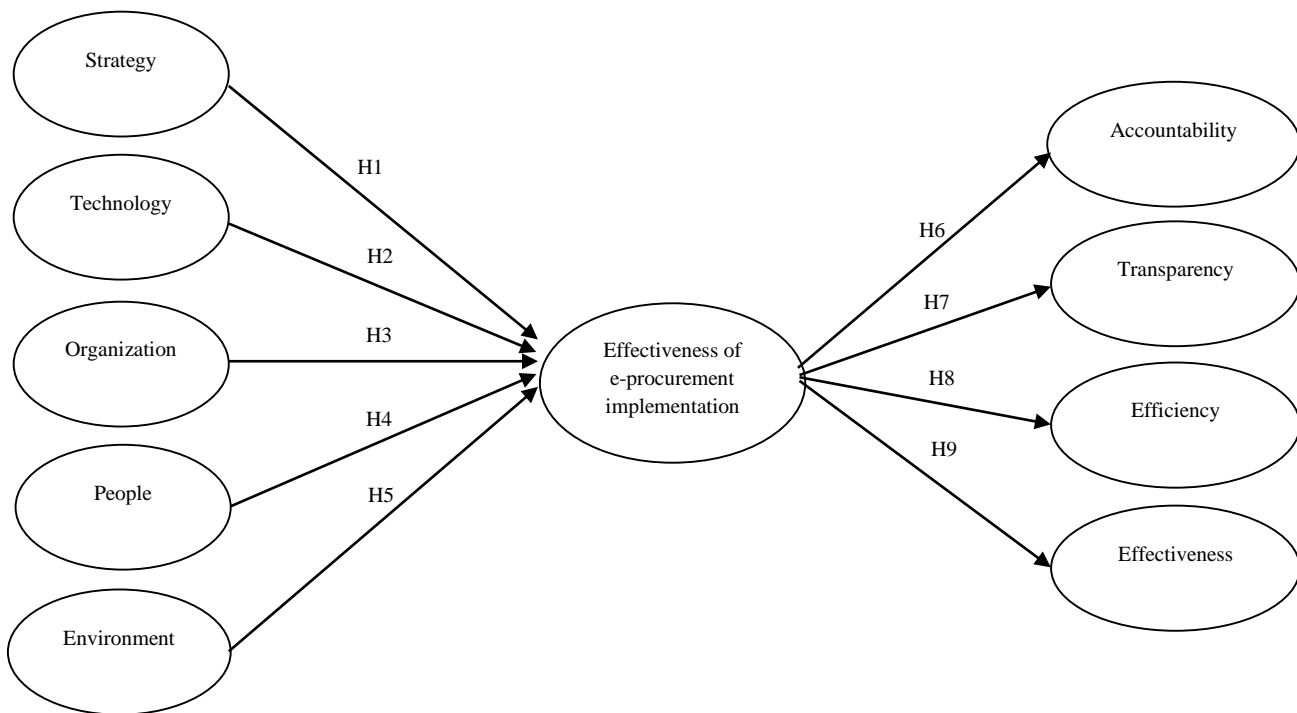 Strategy
Technology
Organization
People
Environment
H1
H2
H3
H4
H5
Effectiveness of
e-procurement
implementation
H6
H7
H8
H9
Accountability
Transparency
Efficiency
Effectiveness